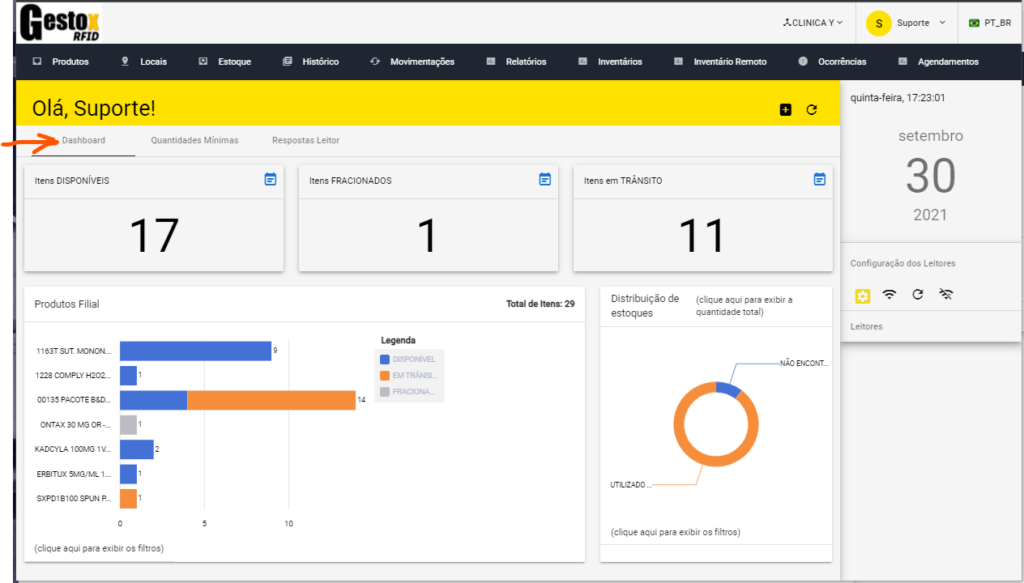 Gestox
RFID
CLINICA Y
S
Suporte
PT_BR
Produtos
Locais
Estoque
Histórico
Movimentações
Relatórios
Inventários
Inventário Remoto
Ocorrências
Agendamentos
Olá, Suporte!
quinta-feira, 17:23:01
setembro
30
2021
Dashboard
Quantidades Mínimas
Respostas Leitor
Itens DISPONÍVEIS
17
Itens FRACIONADOS
1
Itens em TRÂNSITO
11
Configuração dos Leitores
Leitores
Produtos Filial
Total de Itens: 29
Legenda
DISPONÍVEL
EM TRÂNSI...
FRACIONA...
1163T SUT. MONON...
9
1228 COMPLY H2O2...
1
00135 PACOTE B&D...
14
ONTAX 30 MG OR-...
1
KADCYLA 100MG 1V...
2
ERBITUX 5MG/ML 1...
1
SXPD1B100 SPUN P...
1
0
5
10
(clique aqui para exibir os filtros)
Distribuição de
estoques
(clique aqui para exibir a
quantidade total)
NÃO ENCONT...
UTILIZADO ...
(clique aqui para exibir os filtros)